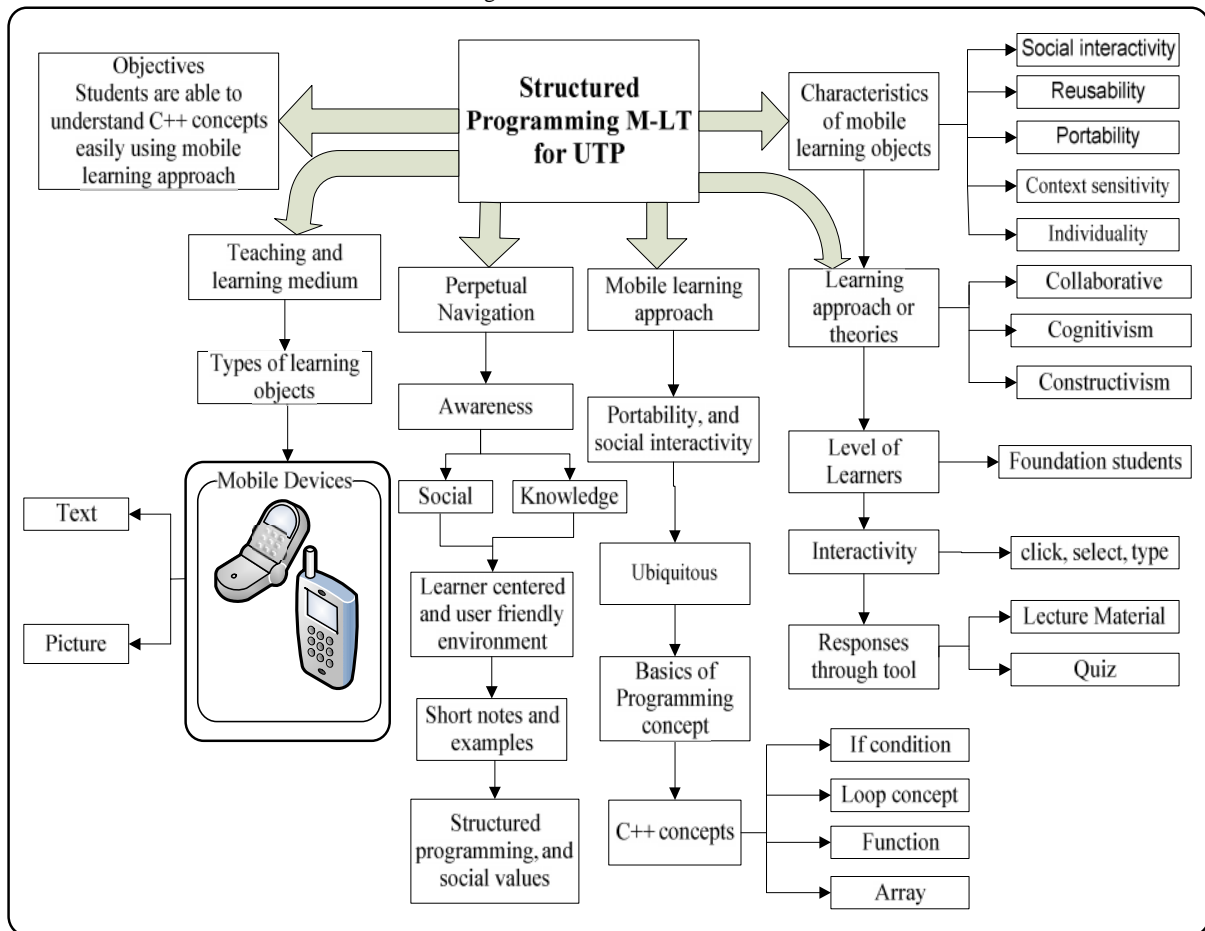 Objectives
Students are able to
understand C++ concepts
easily using mobile
learning approach
Structured
Programming M-LT
for UTP
Characteristics
of mobile
learning objects
Social interactivity
Reusability
Portability
Context sensitivity
Individuality
Teaching and
learning medium
Perpetual
Navigation
Mobile learning
approach
Learning
approach or
theories
Collaborative
Cognitivism
Constructivism
Types of learning
objects
Awareness
Portability, and
social interactivity
Level of
Learners
Foundation students
Mobile Devices
Text
Picture
Social
Knowledge
Interactivity
click, select, type
Learner centered
and user friendly
environment
Ubiquitous
Responses
through tool
Lecture Material
Quiz
Short notes and
examples
Basics of
Programming
concept
Structured
programming, and
social values
C++ concepts
If condition
Loop concept
Function
Array